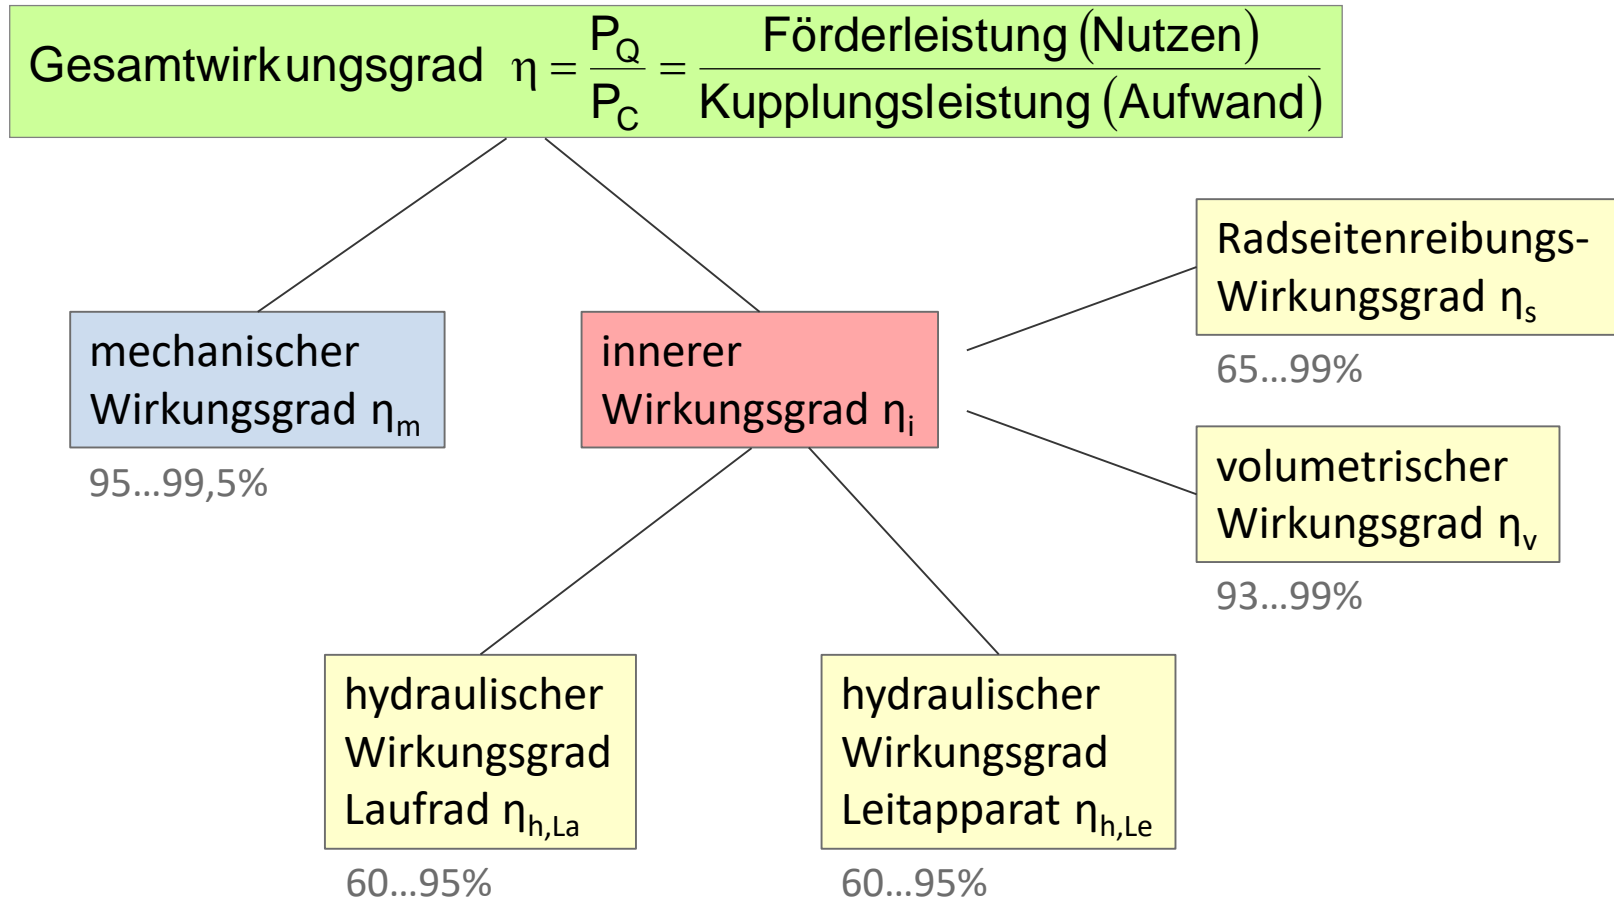 Gesamtwirkungsgrad η = P_Q / P_C = Förderleistung (Nutzen) / Kupplungsleistung (Aufwand)
mechanischer
Wirkungsgrad η_m
95...99,5%
innerer
Wirkungsgrad η_i
Radseitenreibungs-
Wirkungsgrad η_s
65...99%
volumetrischer
Wirkungsgrad η_v
93...99%
hydraulischer
Wirkungsgrad
Laufrad η_h,La
60...95%
hydraulischer
Wirkungsgrad
Leitapparat η_h,Le
60...95%